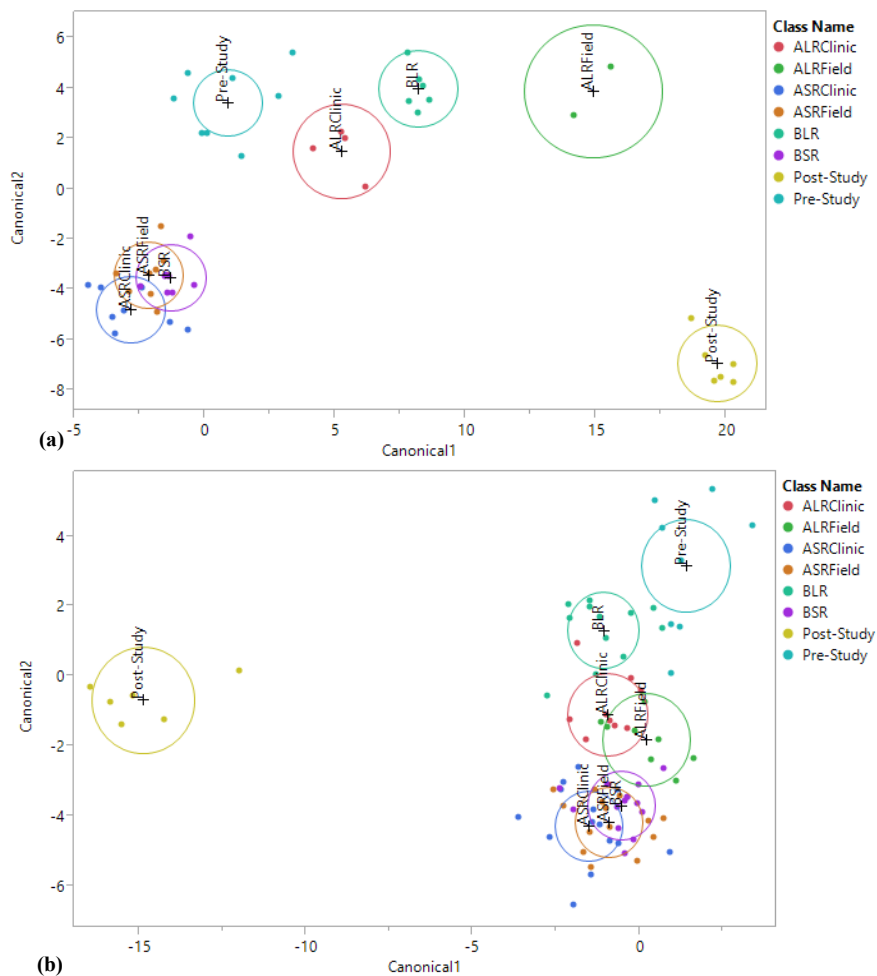 6
4
2
0
-2
-4
-6
-8
Canonical2
Pre-Study
BLR
ALRField
ALRClinic
ASRClinic
ASRField
BSR
Post-Study
-5
0
5
10
15
20
Canonical1
(a)
Class Name
ALRClinic
ALRField
ASRClinic
ASRField
BLR
BSR
Post-Study
Pre-Study
4
2
0
-2
-4
-6
Canonical2
Pre-Study
BLR
Post-Study
ALRClinic
ALRField
ASRClinic
ASRField
BSR
-15
-10
-5
0
Canonical1
(b)
Class Name
ALRClinic
ALRField
ASRClinic
ASRField
BLR
BSR
Post-Study
Pre-Study